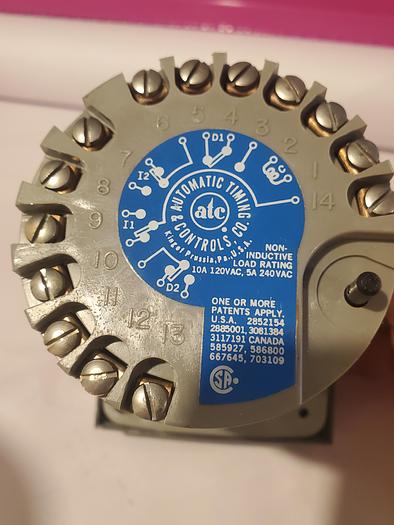 6 5 4 3 2 1 14
7
8
9
10
11
12 13
D1
I2
I1
D2
AUTOMATIC TIMING
& CONTROLS, CO.
atc
King of Prussia, Pa., U.S.A.
NON-
INDUCTIVE
LOAD RATING
10A 120VAC, 5A 240VAC
ONE OR MORE
PATENTS APPLY.
U.S.A. 2852154
2885001, 3061384
3117191 CANADA
585927, 586800
667645, 703109
SA